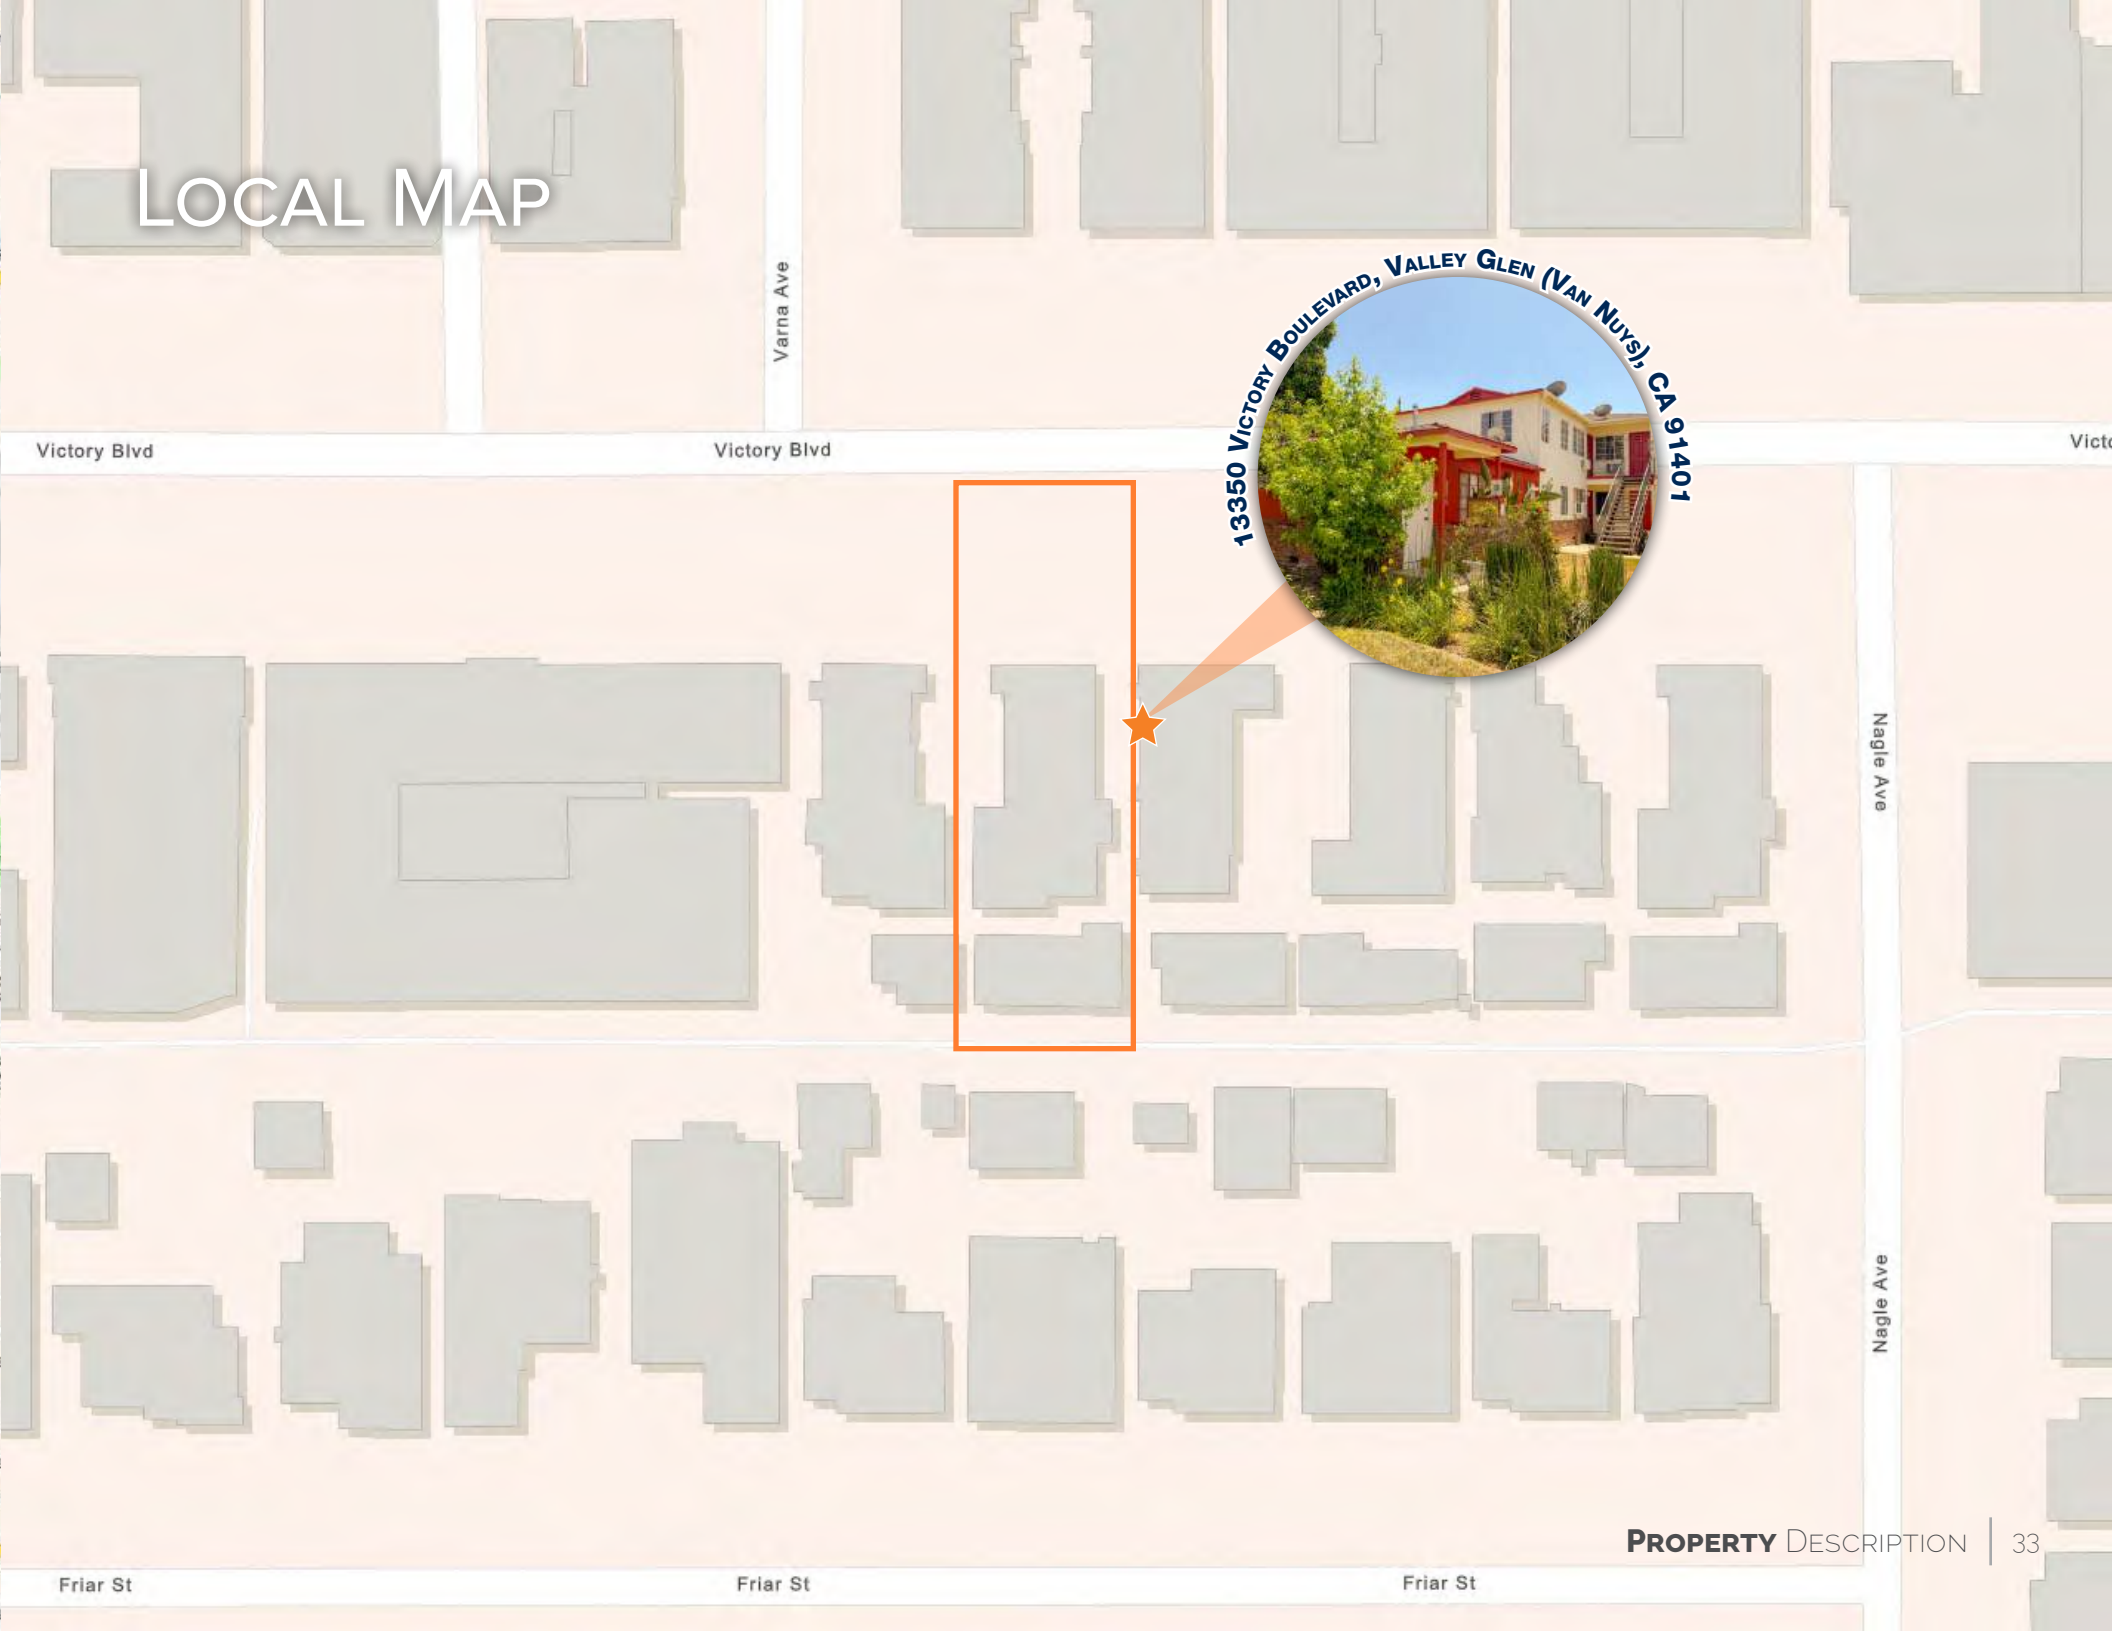 LOCAL MAP
Varna Ave
13350 VICTORY BOULEVARD, VALLEY GLEN (VAN NUYS), CA 91401
Victory Blvd
Victory Blvd
Victo
Nagle Ave
Nagle Ave
PROPERTY DESCRIPTION | 33
Friar St
Friar St
Friar St